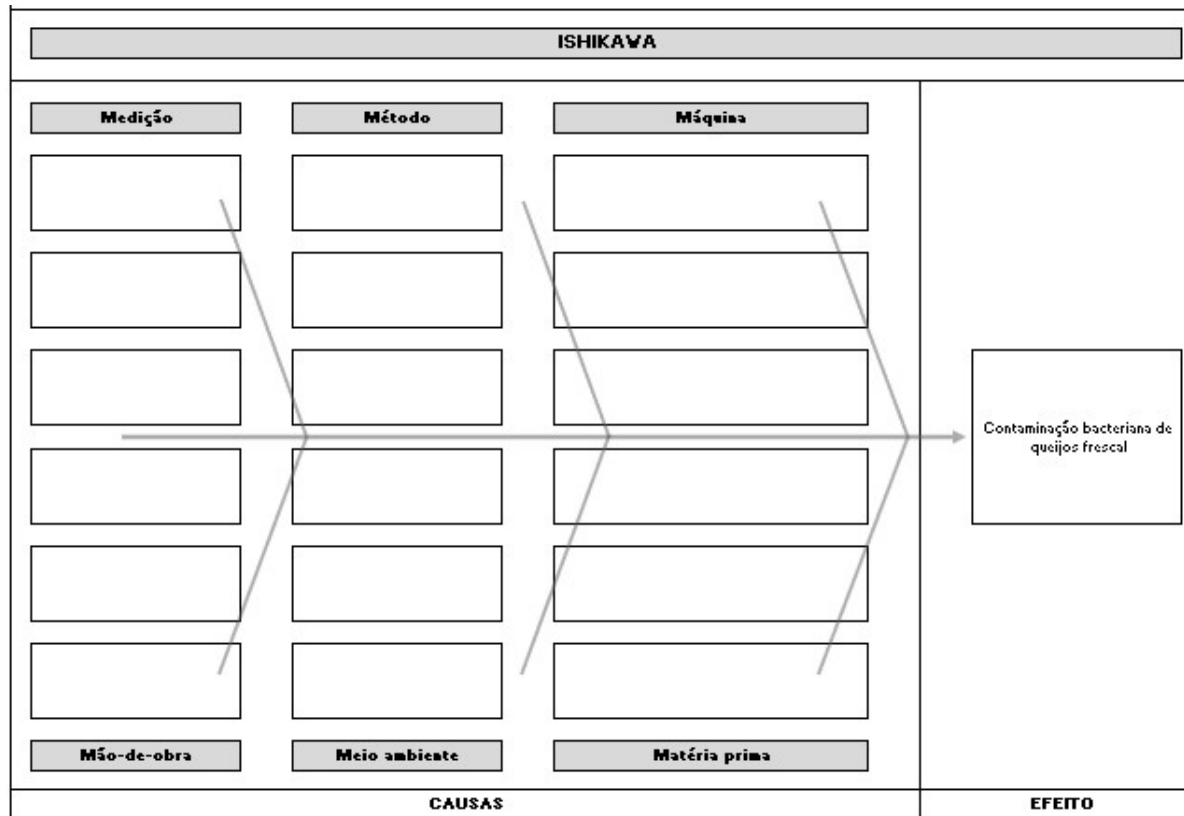 ISHIKAWA
Medição
Método
Máquina
Contaminação bacteriana de
queijos frescal
Mão-de-obra
Meio ambiente
Matéria prima
CAUSAS
EFEITO